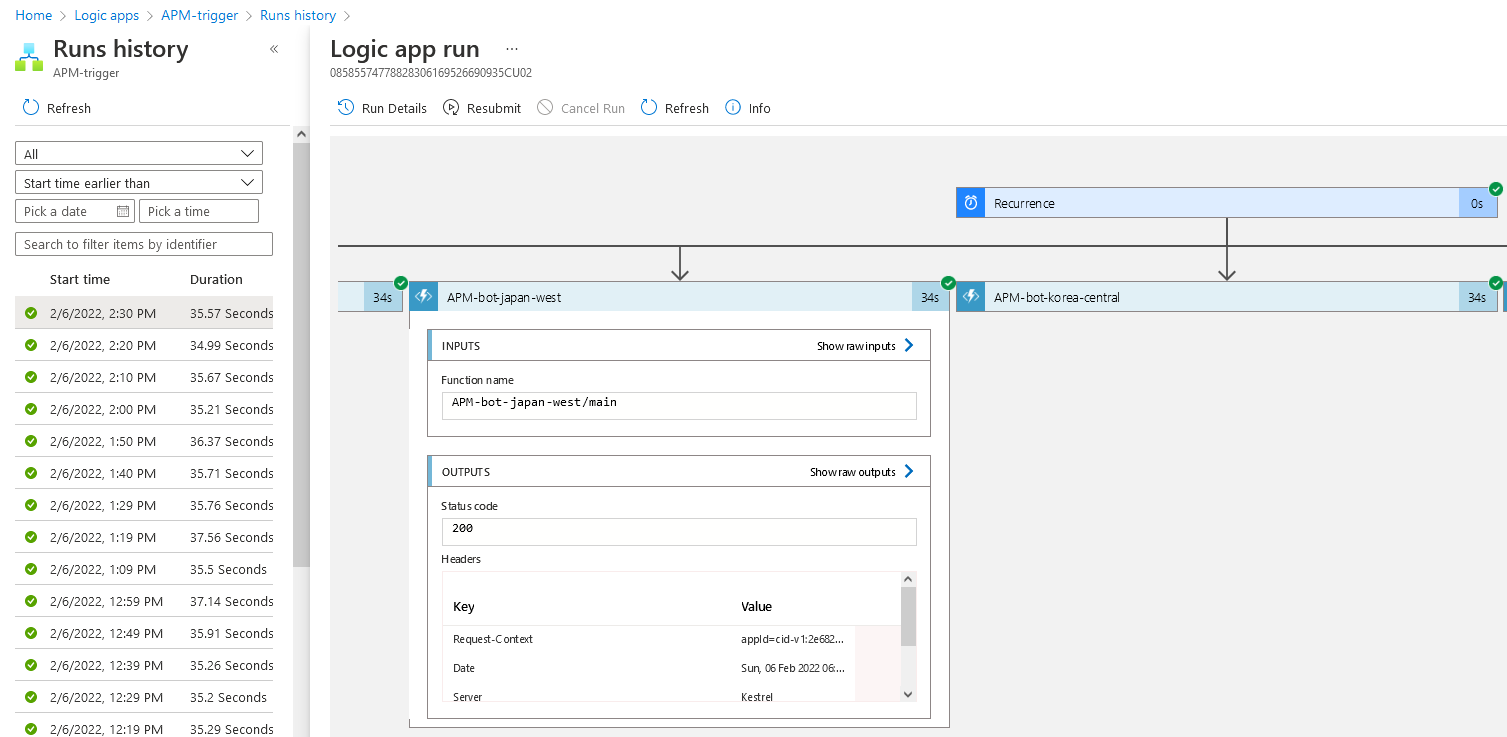 Home > Logic apps > APM-trigger > Runs history >
Runs history «
APM-trigger
Refresh
All
Start time earlier than
Pick a date Pick a time
Search to filter items by identifier
Start time Duration
2/6/2022, 2:30 PM 35.57 Seconds
2/6/2022, 2:20 PM 34.99 Seconds
2/6/2022, 2:10 PM 35.67 Seconds
2/6/2022, 2:00 PM 35.21 Seconds
2/6/2022, 1:50 PM 36.37 Seconds
2/6/2022, 1:40 PM 35.71 Seconds
2/6/2022, 1:29 PM 35.76 Seconds
2/6/2022, 1:19 PM 37.56 Seconds
2/6/2022, 1:09 PM 35.5 Seconds
2/6/2022, 12:59 PM 37.14 Seconds
2/6/2022, 12:49 PM 35.91 Seconds
2/6/2022, 12:39 PM 35.26 Seconds
2/6/2022, 12:29 PM 35.2 Seconds
2/6/2022, 12:19 PM 35.29 Seconds
Logic app run ...
08585574778828306169526690935CU02
Run Details Resubmit Cancel Run Refresh Info
Recurrence 0s
34s APM-bot-japan-west 34s APM-bot-korea-central 34s
INPUTS Show raw inputs
Function name
APM-bot-japan-west/main
OUTPUTS Show raw outputs
Status code
200
Headers
Key Value
Request-Context appId=cid-v1:2e682...
Date Sun, 06 Feb 2022 06:...
Server Kestrel